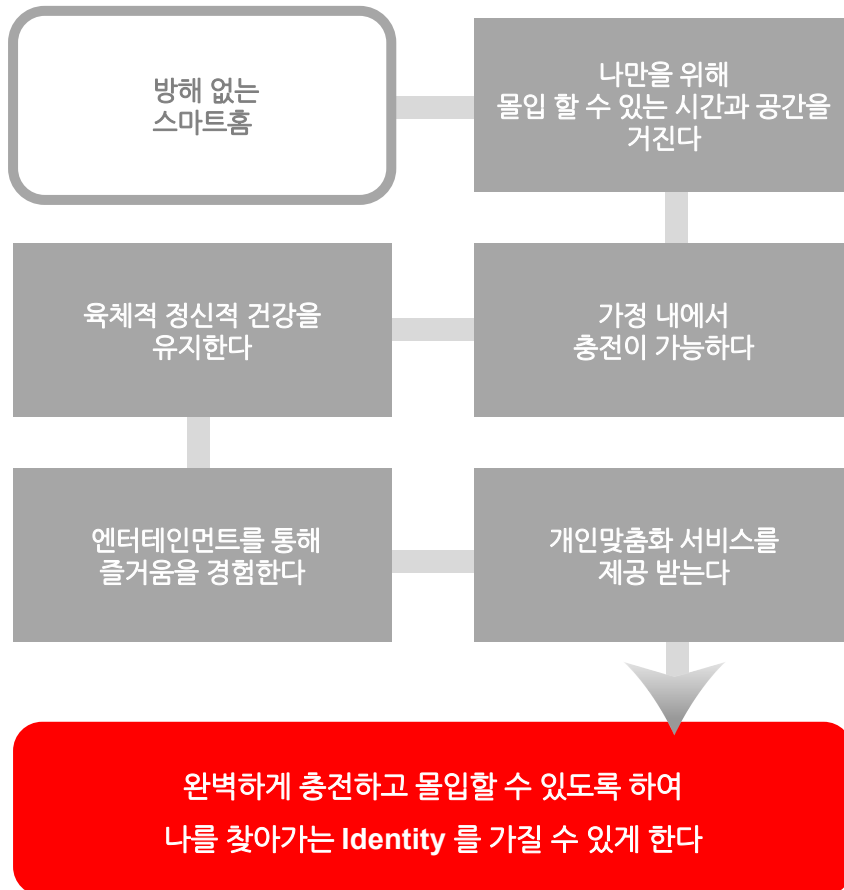 방해 없는
스마트홈
나만을 위해
몰입 할 수 있는 시간과 공간을
거진다
가정 내에서
충전이 가능하다
육체적 정신적 건강을
유지한다
엔터테인먼트를 통해
즐거움을 경험한다
개인맞춤화 서비스를
제공 받는다
완벽하게 충전하고 몰입할 수 있도록 하여
나를 찾아가는 Identity 를 가질 수 있게 한다